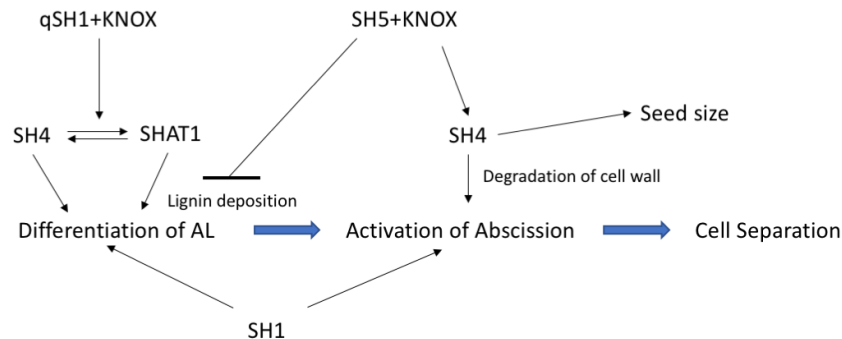 qSH1+KNOX
SH5+KNOX
SH4
SHAT1
SH4
Seed size
Degradation of cell wall
Lignin deposition
Differentiation of AL
Activation of Abscission
Cell Separation
SH1